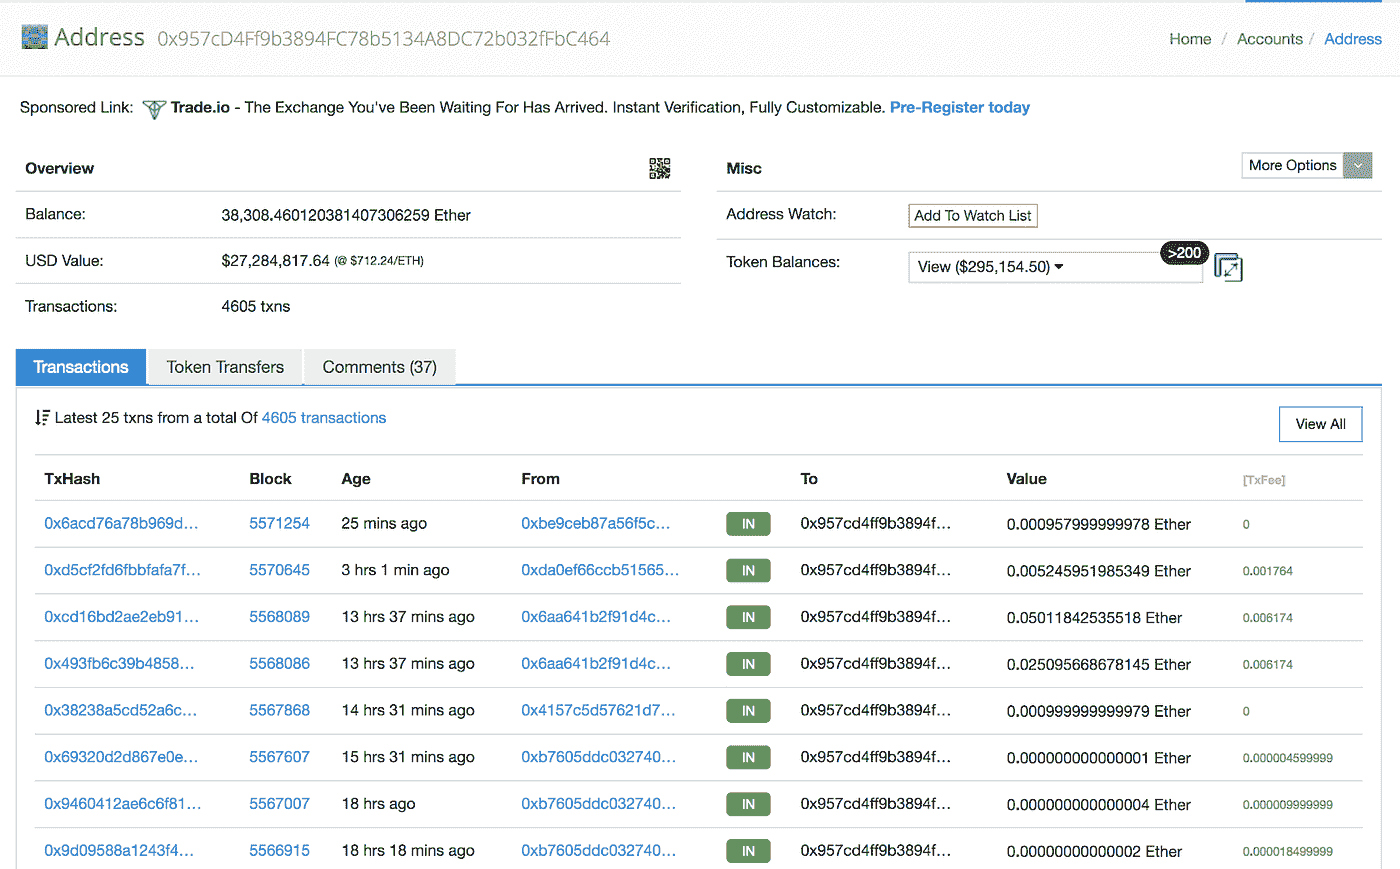 Address 0x957cD4Ff9b3894FC78b5134A8DC72b032fFbC464
Home / Accounts / Address
Sponsored Link: Trade.io - The Exchange You've Been Waiting For Has Arrived. Instant Verification, Fully Customizable. Pre-Register today
Overview
Balance: 38,308.460120381407306259 Ether
USD Value: $27,284,817.64 (@ $712.24/ETH)
Transactions: 4605 txns
Misc
More Options
Address Watch: Add To Watch List
Token Balances: View ($295,154.50) >200
Transactions Token Transfers Comments (37)
Latest 25 txns from a total Of 4605 transactions
View All
TxHash Block Age From To Value [TxFee]
0x6acd76a78b969d... 5571254 25 mins ago 0xbe9ceb87a56f5c... IN 0x957cd4ff9b3894f... 0.000957999999978 Ether 0
0xd5cf2fd6fbbfafa7f... 5570645 3 hrs 1 min ago 0xda0ef66ccb51565... IN 0x957cd4ff9b3894f... 0.005245951985349 Ether 0.001764
0xcd16bd2ae2eb91... 5568089 13 hrs 37 mins ago 0x6aa641b2f91d4c... IN 0x957cd4ff9b3894f... 0.05011842535518 Ether 0.006174
0x493fb6c39b4858... 5568086 13 hrs 37 mins ago 0x6aa641b2f91d4c... IN 0x957cd4ff9b3894f... 0.025095668678145 Ether 0.006174
0x38238a5cd52a6c... 5567868 14 hrs 31 mins ago 0x4157c5d57621d7... IN 0x957cd4ff9b3894f... 0.000999999999979 Ether 0
0x69320d2d867e0e... 5567607 15 hrs 31 mins ago 0xb7605ddc032740... IN 0x957cd4ff9b3894f... 0.000000000000001 Ether 0.000004599999
0x9460412ae6c6f81... 5567007 18 hrs ago 0xb7605ddc032740... IN 0x957cd4ff9b3894f... 0.000000000000004 Ether 0.000009999999
0x9d09588a1243f4... 5566915 18 hrs 18 mins ago 0xb7605ddc032740... IN 0x957cd4ff9b3894f... 0.00000000000002 Ether 0.000018499999